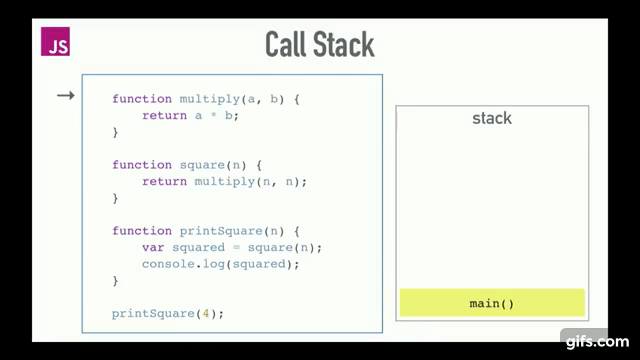 JS
Call Stack
function multiply(a, b) {
return a * b;
}
function square(n) {
return multiply(n, n);
}
function printSquare(n) {
var squared = square(n);
console.log(squared);
}
printSquare(4);
stack
main()
gifs.com